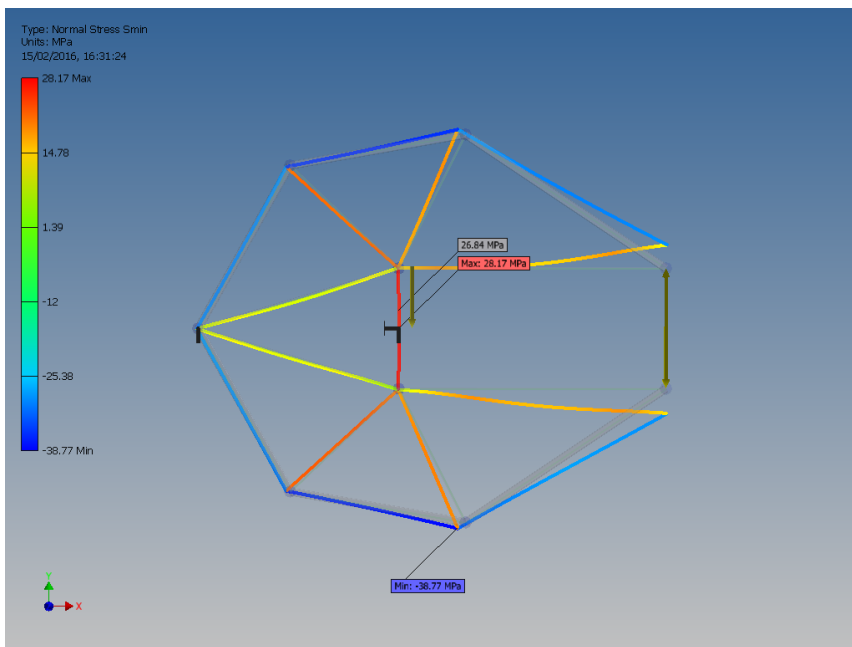 Type: Normal Stress Smin
Units: MPa
15/02/2016, 16:31:24
28.17 Max
14.78
1.39
-12
-25.38
-38.77 Min
26.84 MPa
Max: 28.17 MPa
Min: -38.77 MPa
Y
X